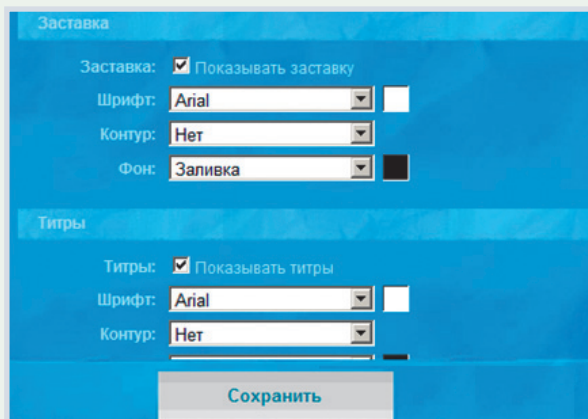 Заставка
Заставка: Показывать заставку
Шрифт: Arial
Контур: Нет
Фон: Заливка
Титры
Титры: Показывать титры
Шрифт: Arial
Контур: Нет
Сохранить